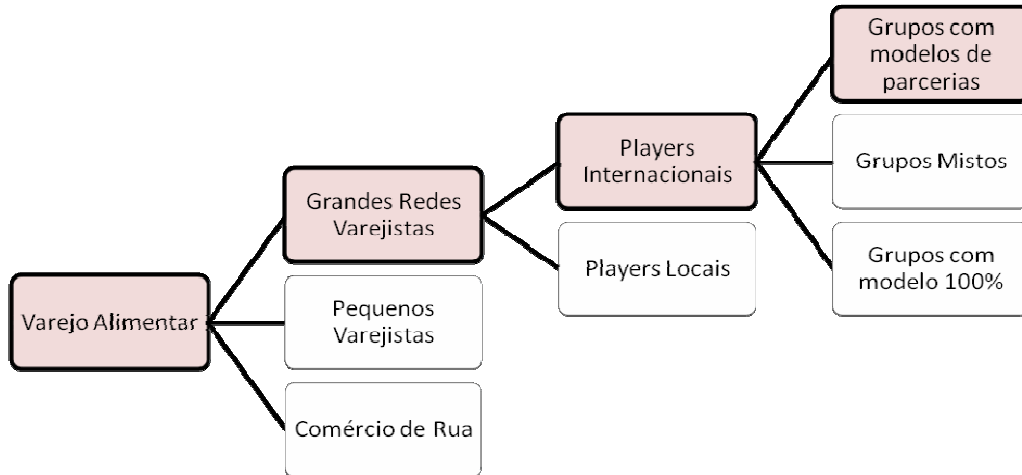 Varejo Alimentar
Grandes Redes
Varejistas
Pequenos
Varejistas
Comércio de Rua
Players
Internacionais
Players Locais
Grupos com
modelos de
parcerias
Grupos Mistos
Grupos com
modelo 100%